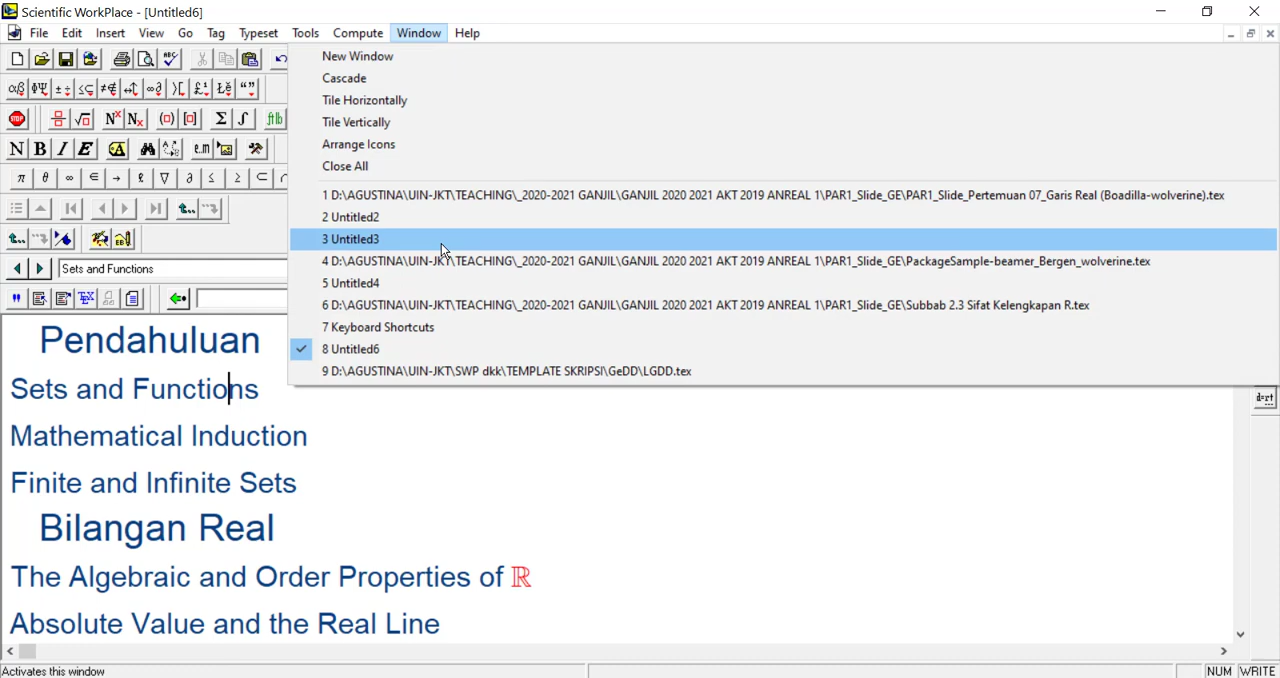 Scientific WorkPlace - [Untitled6]
File Edit Insert View Go Tag Typeset Tools Compute Window Help
New Window
Cascade
Tile Horizontally
Tile Vertically
Arrange Icons
Close All
1 D:\AGUSTINA\UIN-JKT\TEACHING\_2020-2021 GANJIL\GANJIL 2020 2021 AKT 2019 ANREAL 1\PAR1_Slide_GE\PAR1_Slide_Pertemuan 07_Garis Real (Boadilla-wolverine).tex
2 Untitled2
3 Untitled3
4 D:\AGUSTINA\UIN-JKT\TEACHING\_2020-2021 GANJIL\GANJIL 2020 2021 AKT 2019 ANREAL 1\PAR1_Slide_GE\PackageSample-beamer_Bergen_wolverine.tex
5 Untitled4
6 D:\AGUSTINA\UIN-JKT\TEACHING\_2020-2021 GANJIL\GANJIL 2020 2021 AKT 2019 ANREAL 1\PAR1_Slide_GE\Subbab 2.3 Sifat Kelengkapan R.tex
7 Keyboard Shortcuts
8 Untitled6
9 D:\AGUSTINA\UIN-JKT\SWP dkk\TEMPLATE SKRIPSI\GeDD\LGDD.tex
Sets and Functions
Pendahuluan
Sets and Functions
Mathematical Induction
Finite and Infinite Sets
Bilangan Real
The Algebraic and Order Properties of ℝ
Absolute Value and the Real Line
Activates this window
NUM WRITE